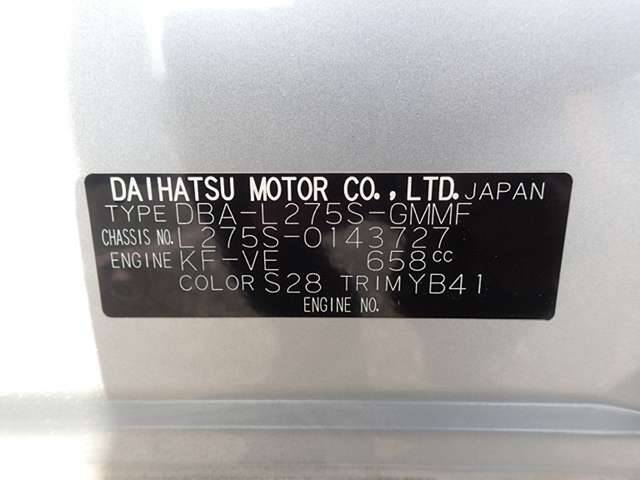 DAIHATSU MOTOR CO.,LTD. JAPAN
TYPE DBA-L275S-GMMF
CHASSIS NO. L275S-0143727
ENGINE KF-VE 658cc
COLOR S28 TRIM YB41
ENGINE NO.